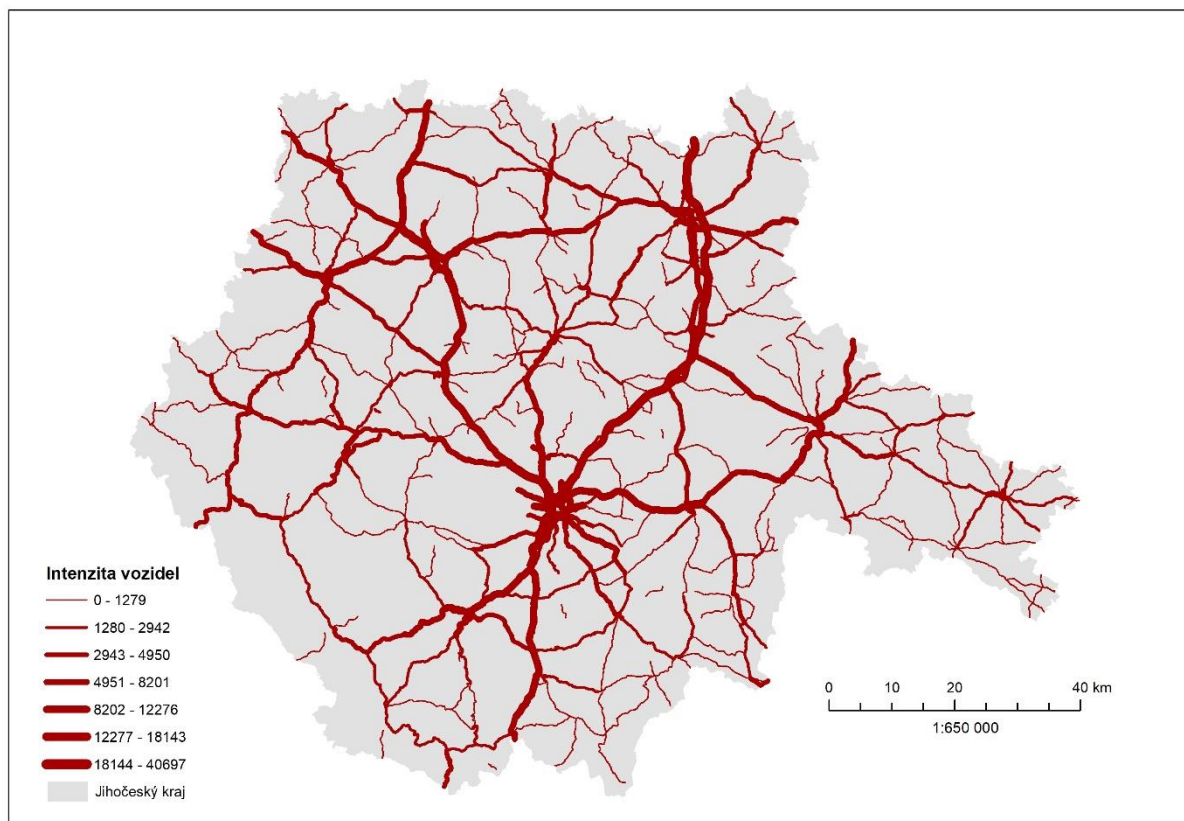 Intenzita vozidel
0 - 1279
1280 - 2942
2943 - 4950
4951 - 8201
8202 - 12276
12277 - 18143
18144 - 40697
Jihočeský kraj
0 10 20 40 km
1:650 000